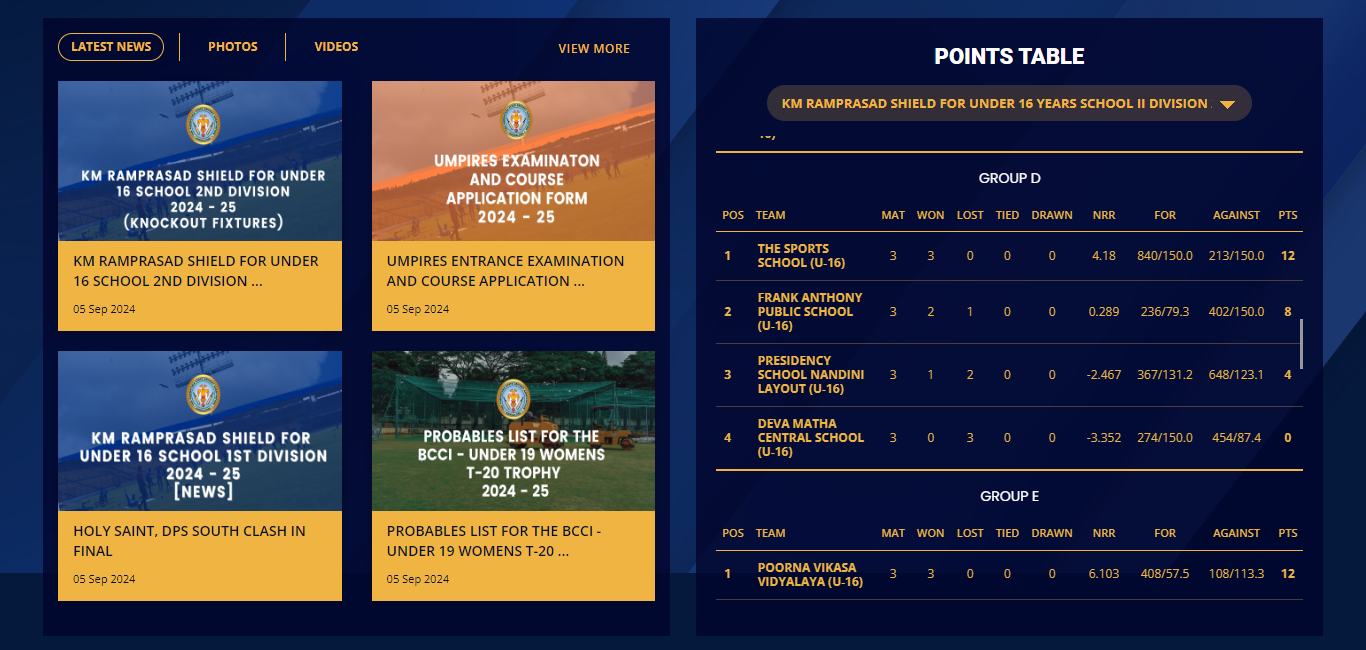 LATEST NEWS
PHOTOS
VIDEOS
VIEW MORE
KM RAMPRASAD SHIELD FOR UNDER
16 SCHOOL 2ND DIVISION
2024 - 25
(KNOCKOUT FIXTURES)
KM RAMPRASAD SHIELD FOR UNDER
16 SCHOOL 2ND DIVISION ...
05 Sep 2024
UMPIRES EXAMINATON
AND COURSE
APPLICATION FORM
2024 - 25
UMPIRES ENTRANCE EXAMINATION
AND COURSE APPLICATION ...
05 Sep 2024
KM RAMPRASAD SHIELD FOR
UNDER 16 SCHOOL 1ST DIVISION
2024 - 25
[NEWS]
HOLY SAINT, DPS SOUTH CLASH IN
FINAL
05 Sep 2024
PROBABLES LIST FOR THE
BCCI - UNDER 19 WOMENS
T-20 TROPHY
2024 - 25
PROBABLES LIST FOR THE BCCI -
UNDER 19 WOMENS T-20 ...
05 Sep 2024
POINTS TABLE
KM RAMPRASAD SHIELD FOR UNDER 16 YEARS SCHOOL II DIVISION
GROUP D
POS TEAM MAT WON LOST TIED DRAWN NRR FOR AGAINST PTS
1 THE SPORTS SCHOOL (U-16) 3 3 0 0 0 4.18 840/150.0 213/150.0 12
2 FRANK ANTHONY PUBLIC SCHOOL (U-16) 3 2 1 0 0 0.289 236/79.3 402/150.0 8
3 PRESIDENCY SCHOOL NANDINI LAYOUT (U-16) 3 1 2 0 0 -2.467 367/131.2 648/123.1 4
4 DEVA MATHA CENTRAL SCHOOL (U-16) 3 0 3 0 0 -3.352 274/150.0 454/87.4 0
GROUP E
POS TEAM MAT WON LOST TIED DRAWN NRR FOR AGAINST PTS
1 POORNA VIKASA VIDYALAYA (U-16) 3 3 0 0 0 6.103 408/57.5 108/113.3 12